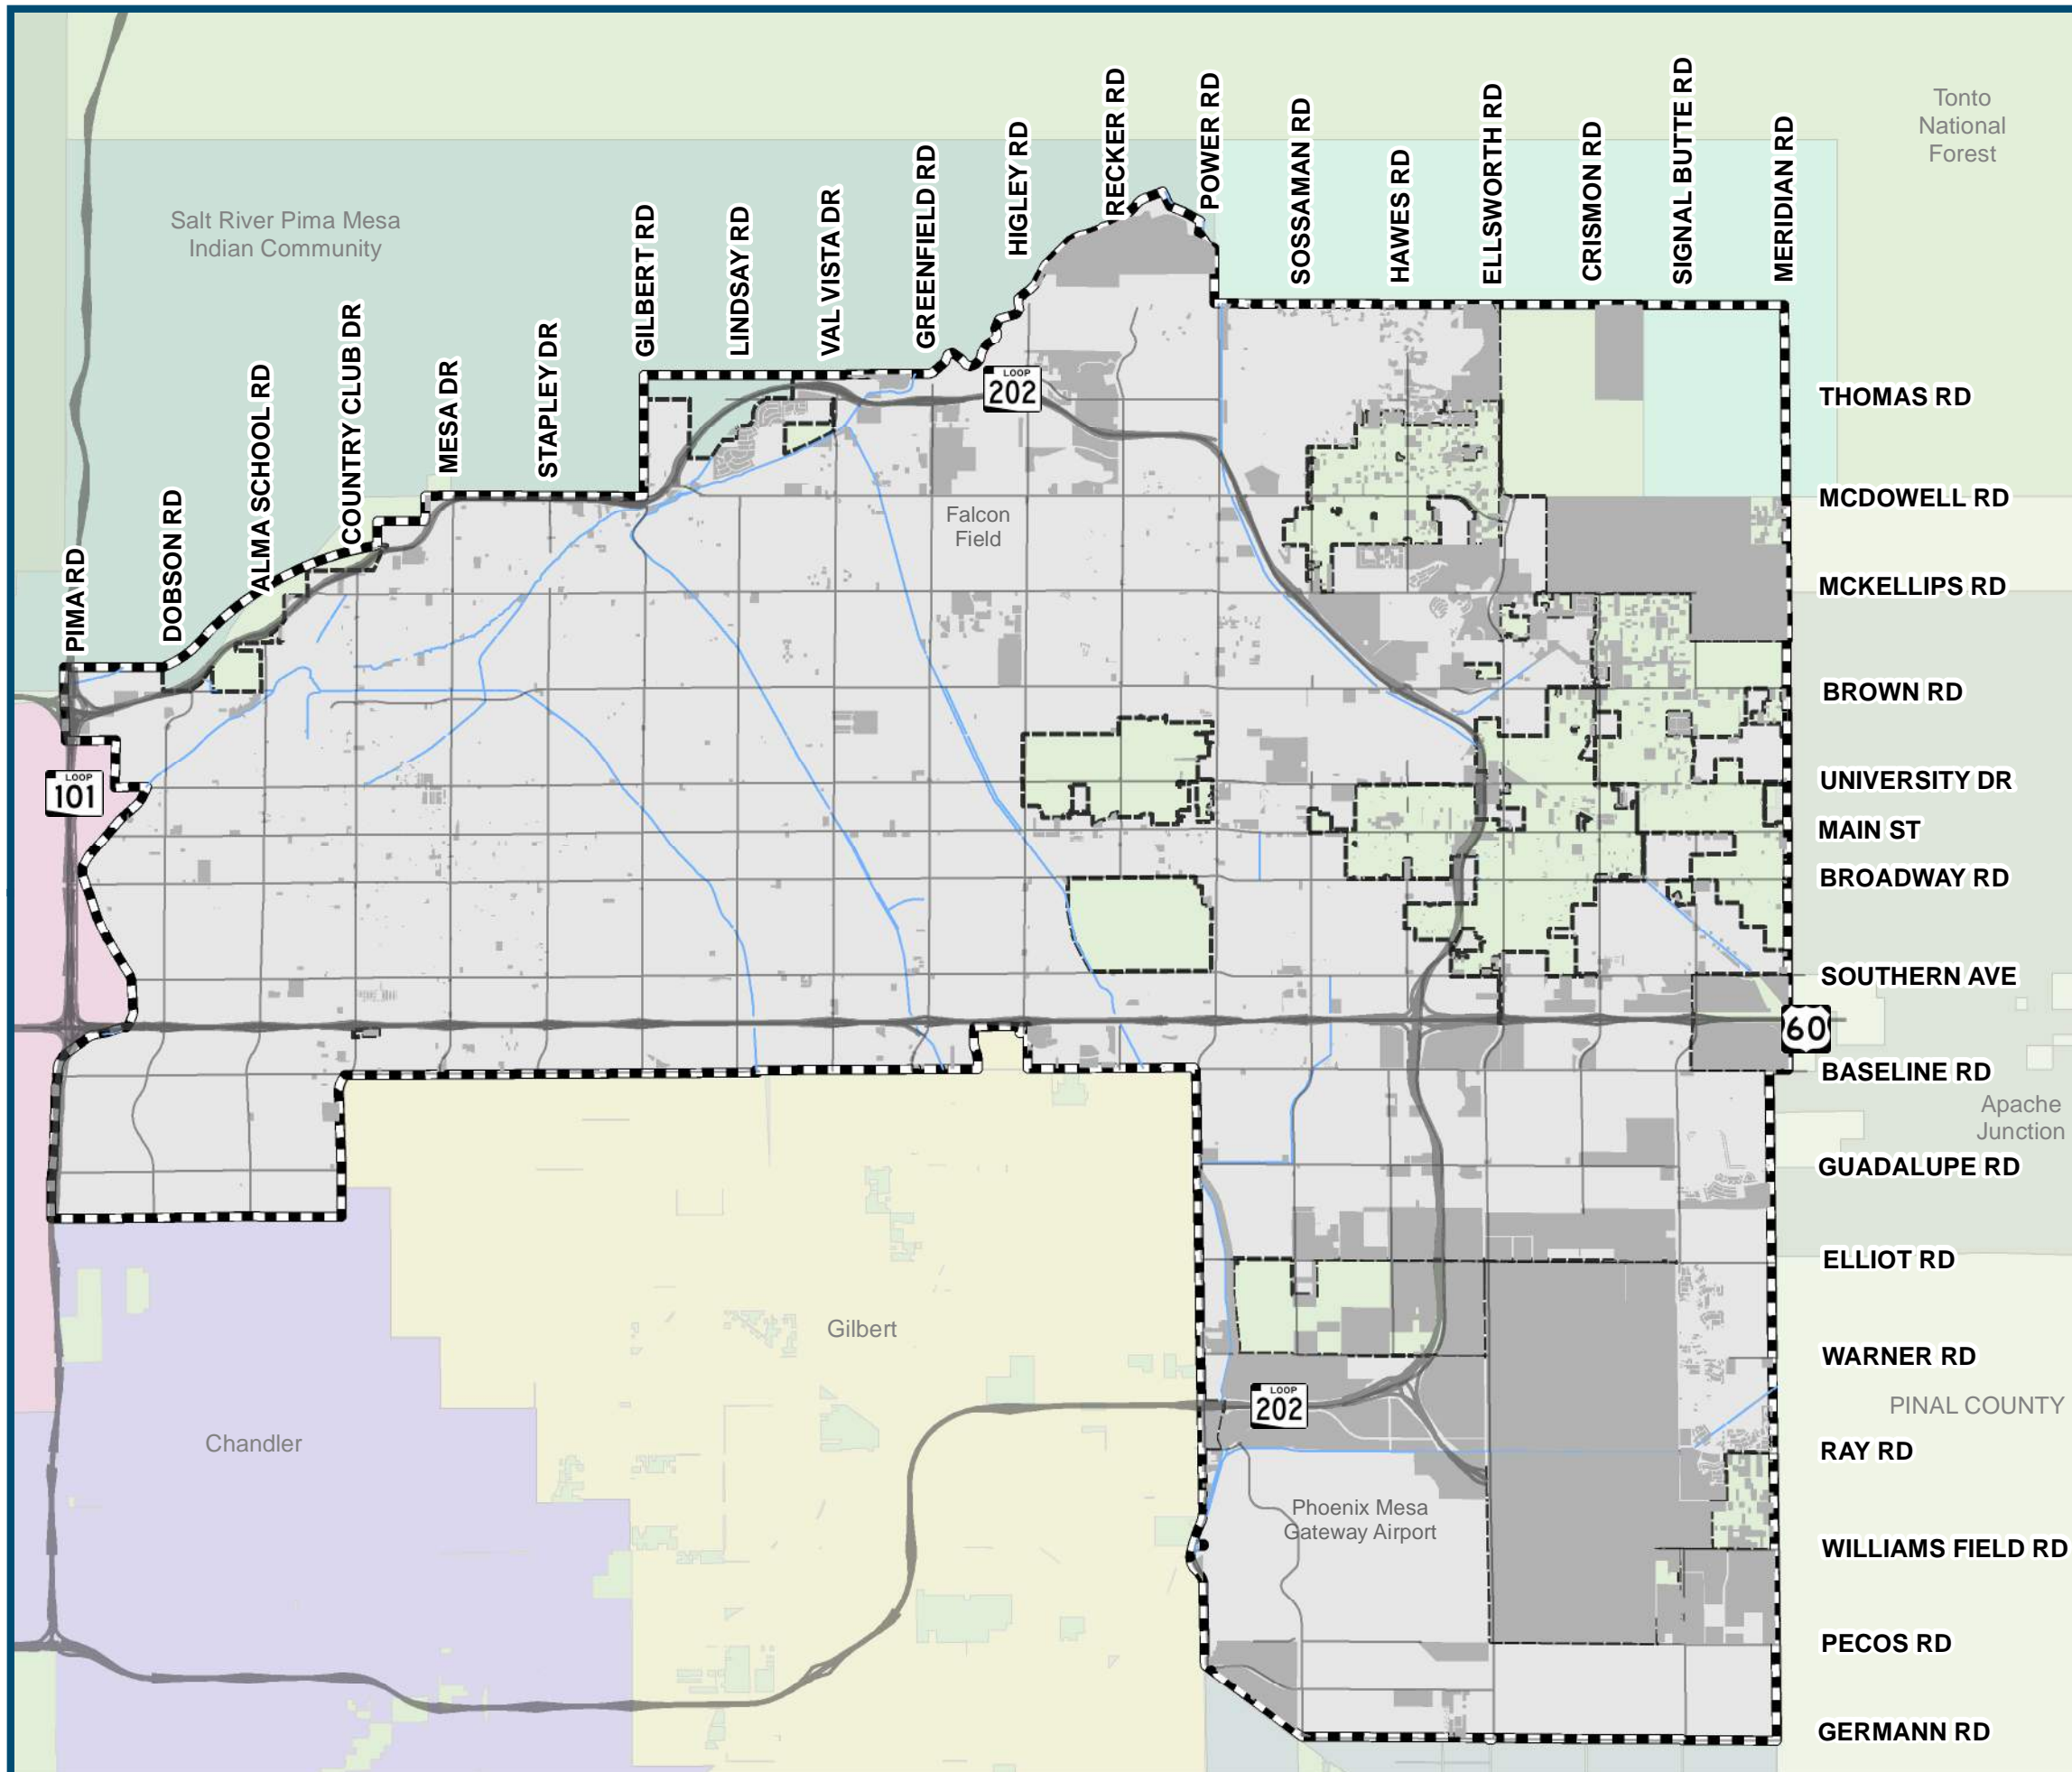 Tonto
National
Forest
Salt River Pima Mesa
Indian Community
PIMA RD
DOBSON RD
ALMA SCHOOL RD
COUNTRY CLUB DR
MESA DR
STAPLEY DR
GILBERT RD
LINDSAY RD
VAL VISTA DR
GREENFIELD RD
HIGLEY RD
RECKER RD
POWER RD
SOSSAMAN RD
HAWES RD
ELLSWORTH RD
CRISMON RD
SIGNAL BUTTE RD
MERIDIAN RD
LOOP
202
THOMAS RD
MCDOWELL RD
Falcon
Field
MCKELLIPS RD
BROWN RD
LOOP
101
UNIVERSITY DR
MAIN ST
BROADWAY RD
SOUTHERN AVE
60
BASELINE RD
Apache
Junction
GUADALUPE RD
ELLIOT RD
Gilbert
WARNER RD
LOOP
202
PINAL COUNTY
Chandler
RAY RD
Phoenix Mesa
Gateway Airport
WILLIAMS FIELD RD
PECOS RD
GERMANN RD